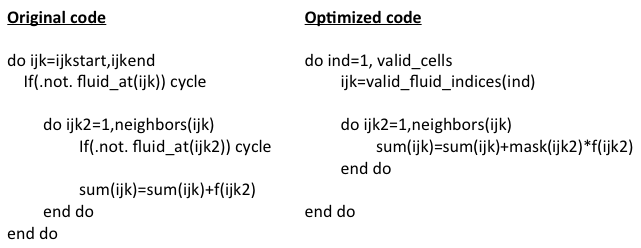 Original code
do ijk=ijkstart,ijkend
If(.not. fluid_at(ijk)) cycle
do ijk2=1,neighbors(ijk)
If(.not. fluid_at(ijk2)) cycle
sum(ijk)=sum(ijk)+f(ijk2)
end do
end do
Optimized code
do ind=1, valid_cells
ijk=valid_fluid_indices(ind)
do ijk2=1,neighbors(ijk)
sum(ijk)=sum(ijk)+mask(ijk2)*f(ijk2)
end do
end do